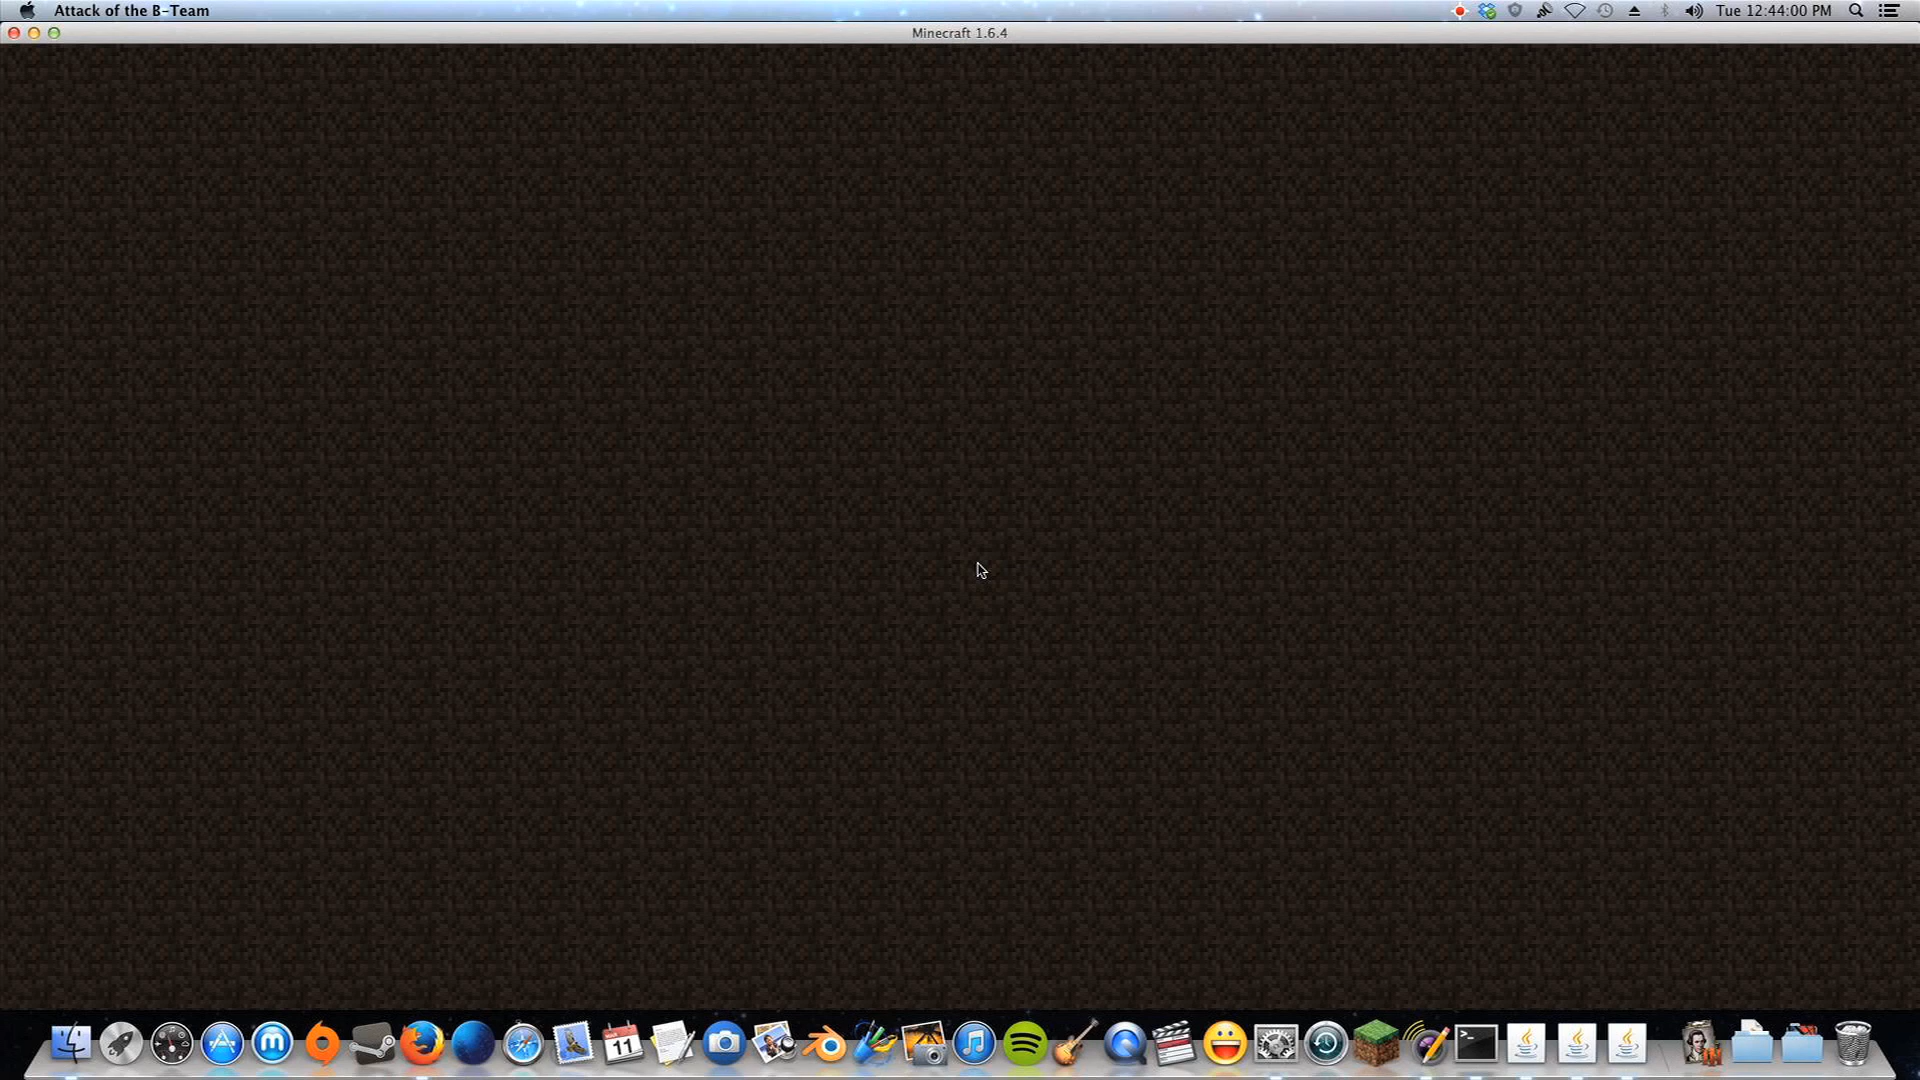 Attack of the B-Team
Tue 12:44:00 PM
Minecraft 1.6.4
11